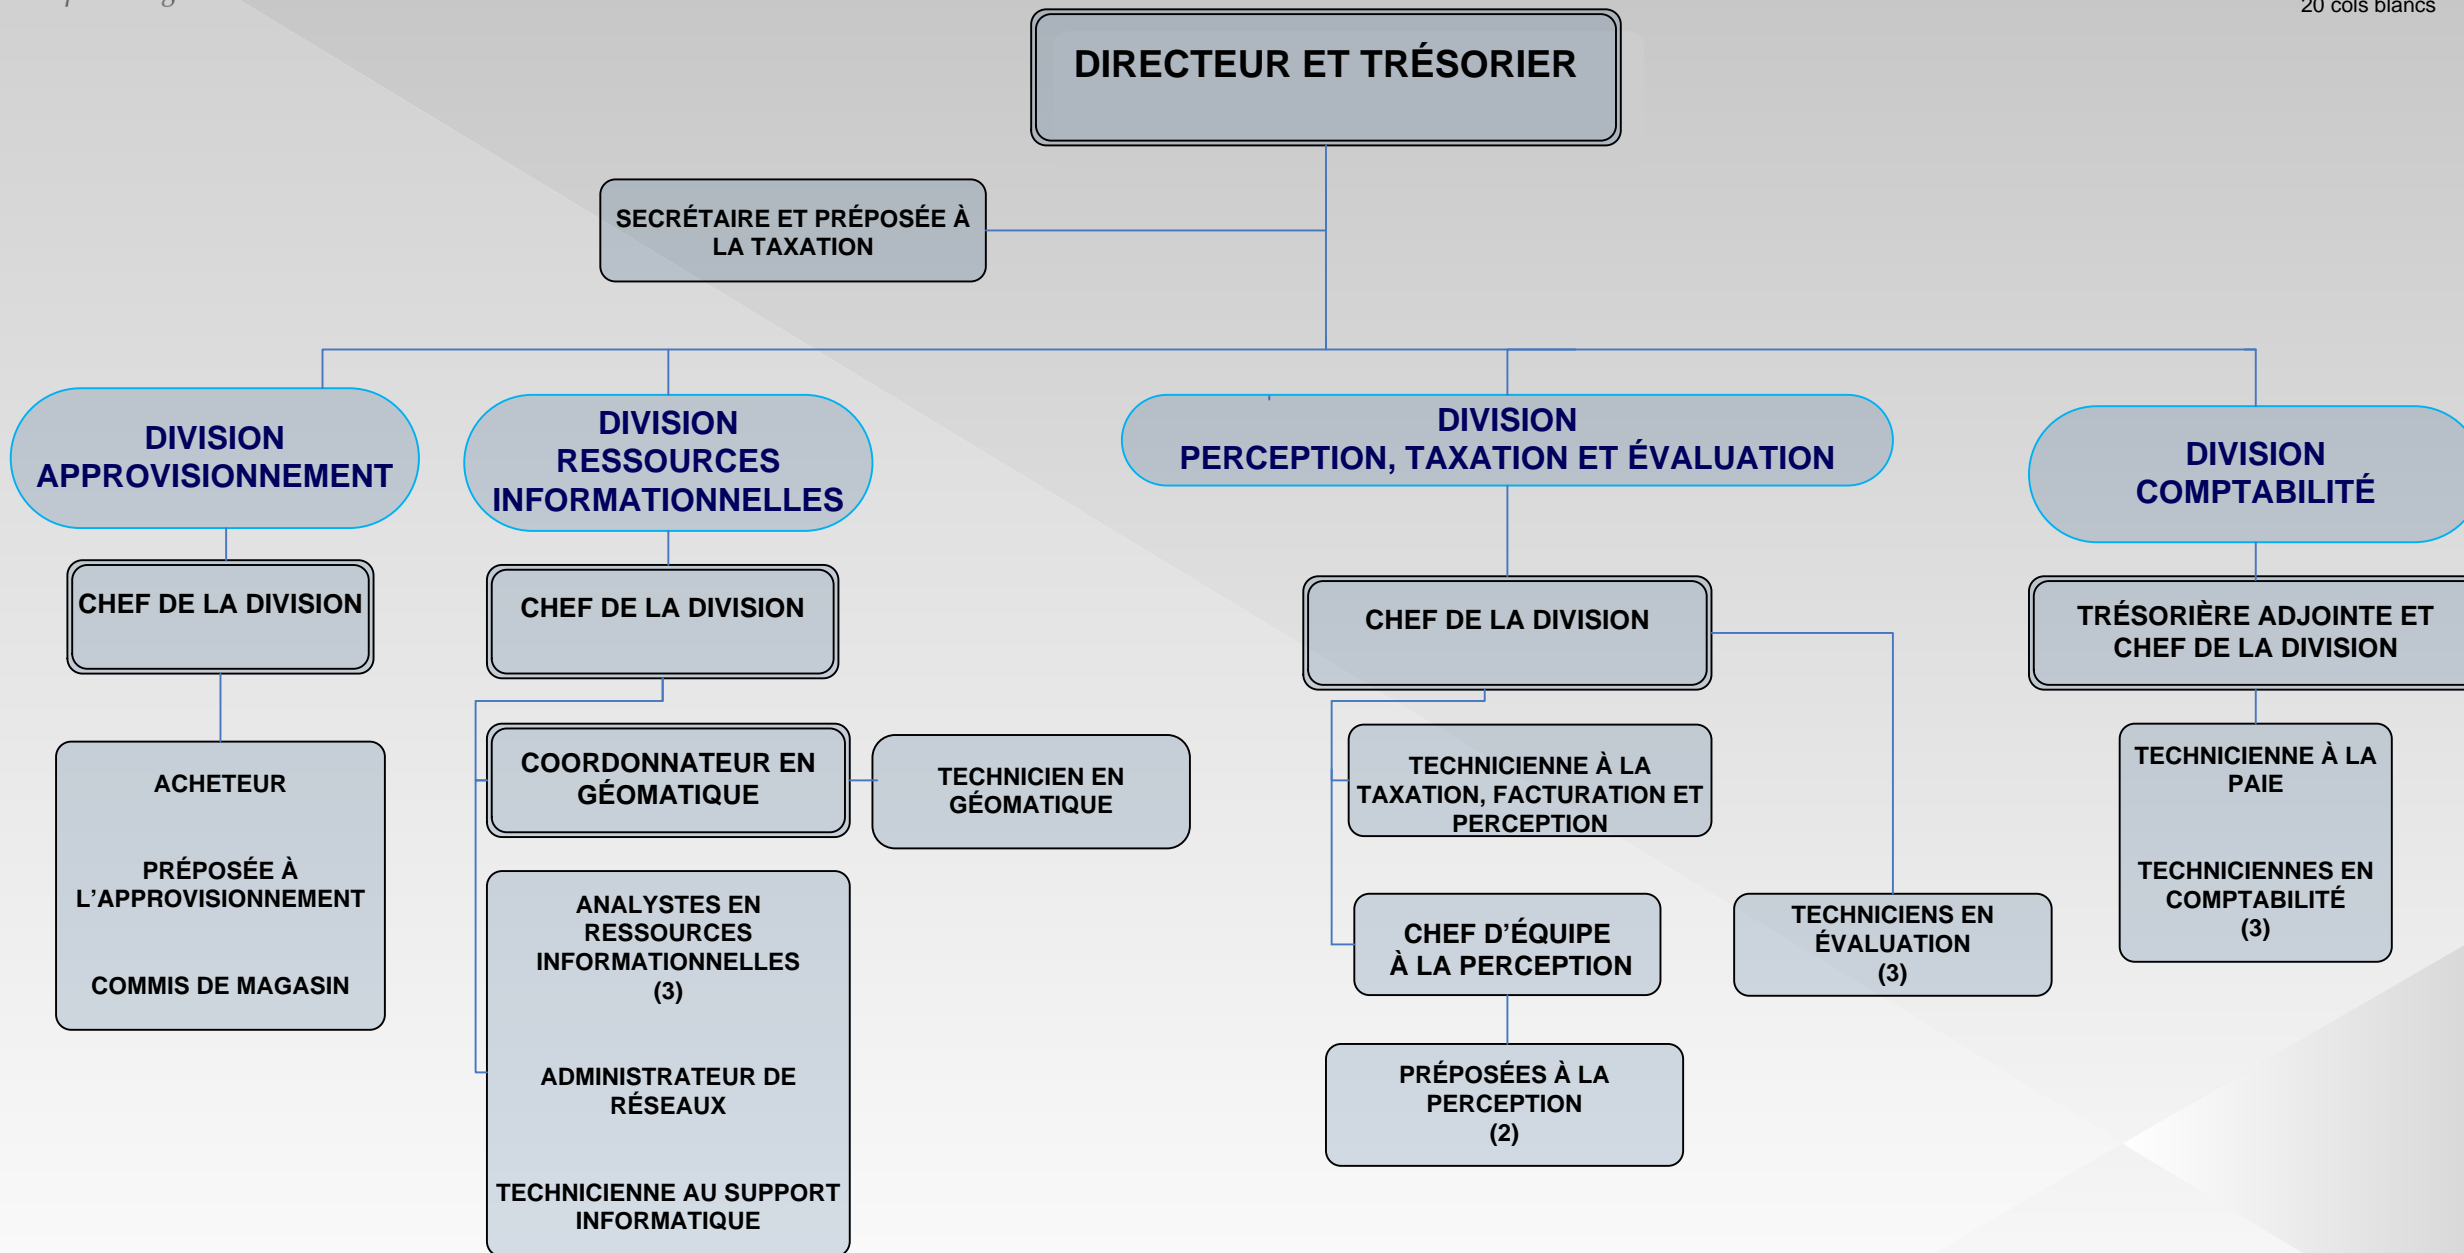 20 cols blancs
DIRECTEUR ET TRÉSORIER
SECRÉTAIRE ET PRÉPOSÉE À
LA TAXATION
DIVISION
APPROVISIONNEMENT
CHEF DE LA DIVISION
ACHETEUR
PRÉPOSÉE À
L’APPROVISIONNEMENT
COMMIS DE MAGASIN
DIVISION
RESSOURCES
INFORMATIONNELLES
CHEF DE LA DIVISION
COORDONNATEUR EN
GÉOMATIQUE
TECHNICIEN EN
GÉOMATIQUE
ANALYSTES EN
RESSOURCES
INFORMATIONNELLES
(3)
ADMINISTRATEUR DE
RÉSEAUX
TECHNICIENNE AU SUPPORT
INFORMATIQUE
DIVISION
PERCEPTION, TAXATION ET ÉVALUATION
CHEF DE LA DIVISION
TECHNICIENNE À LA
TAXATION, FACTURATION ET
PERCEPTION
CHEF D’ÉQUIPE
À LA PERCEPTION
PRÉPOSÉES À LA
PERCEPTION
(2)
TECHNICIENS EN
ÉVALUATION
(3)
DIVISION
COMPTABILITÉ
TRÉSORIÈRE ADJOINTE ET
CHEF DE LA DIVISION
TECHNICIENNE À LA
PAIE
TECHNICIENNES EN
COMPTABILITÉ
(3)